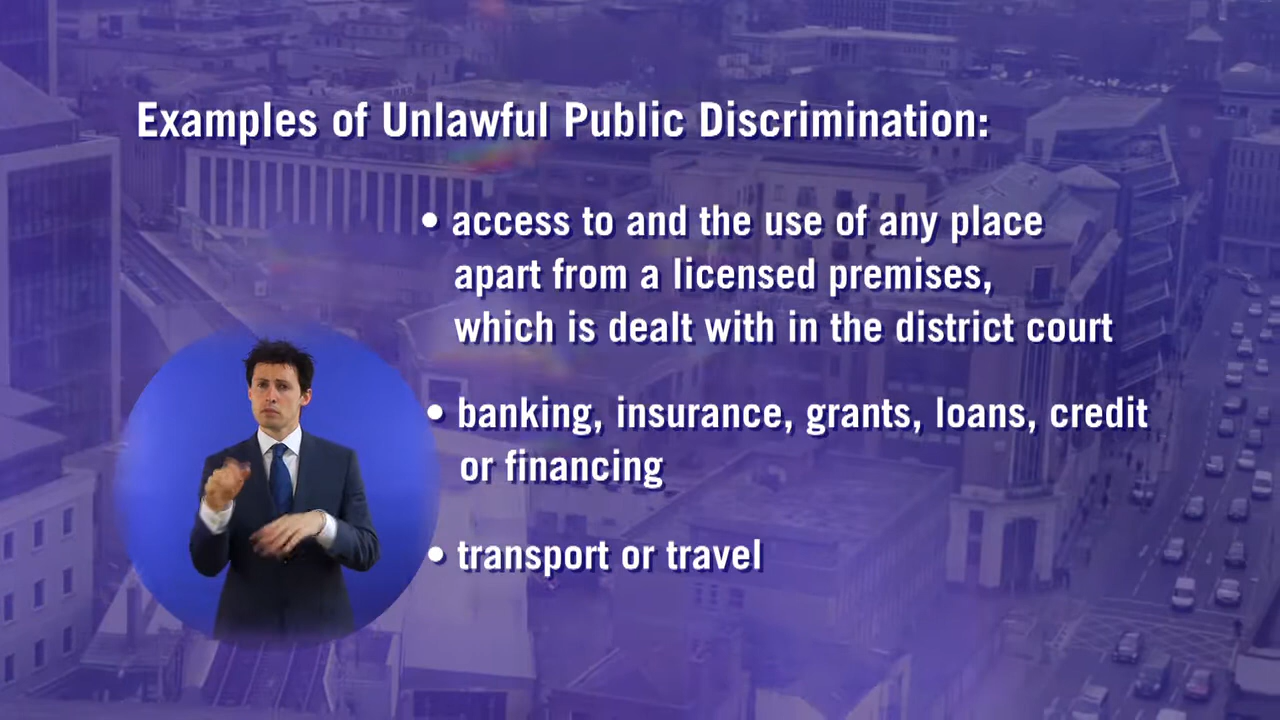 Examples of Unlawful Public Discrimination:
• access to and the use of any place
apart from a licensed premises,
which is dealt with in the district court
• banking, insurance, grants, loans, credit
or financing
• transport or travel